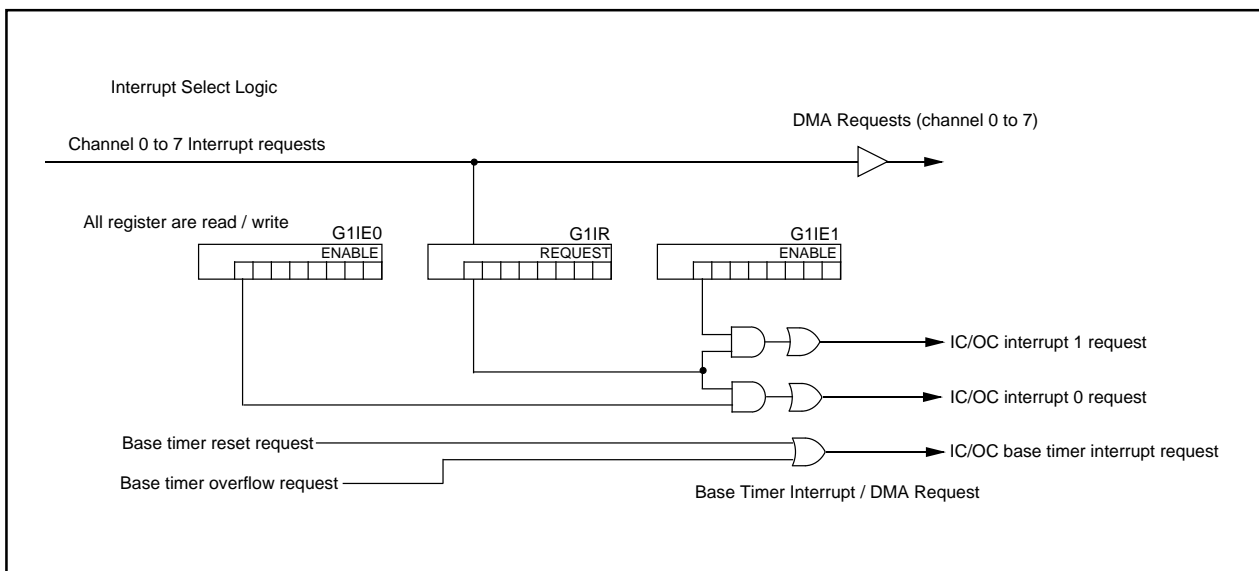 Interrupt Select Logic
DMA Requests (channel 0 to 7)
Channel 0 to 7 Interrupt requests
All register are read / write
G1IE0
ENABLE
G1IR
REQUEST
G1IE1
ENABLE
IC/OC interrupt 1 request
IC/OC interrupt 0 request
Base timer reset request
IC/OC base timer interrupt request
Base timer overflow request
Base Timer Interrupt / DMA Request